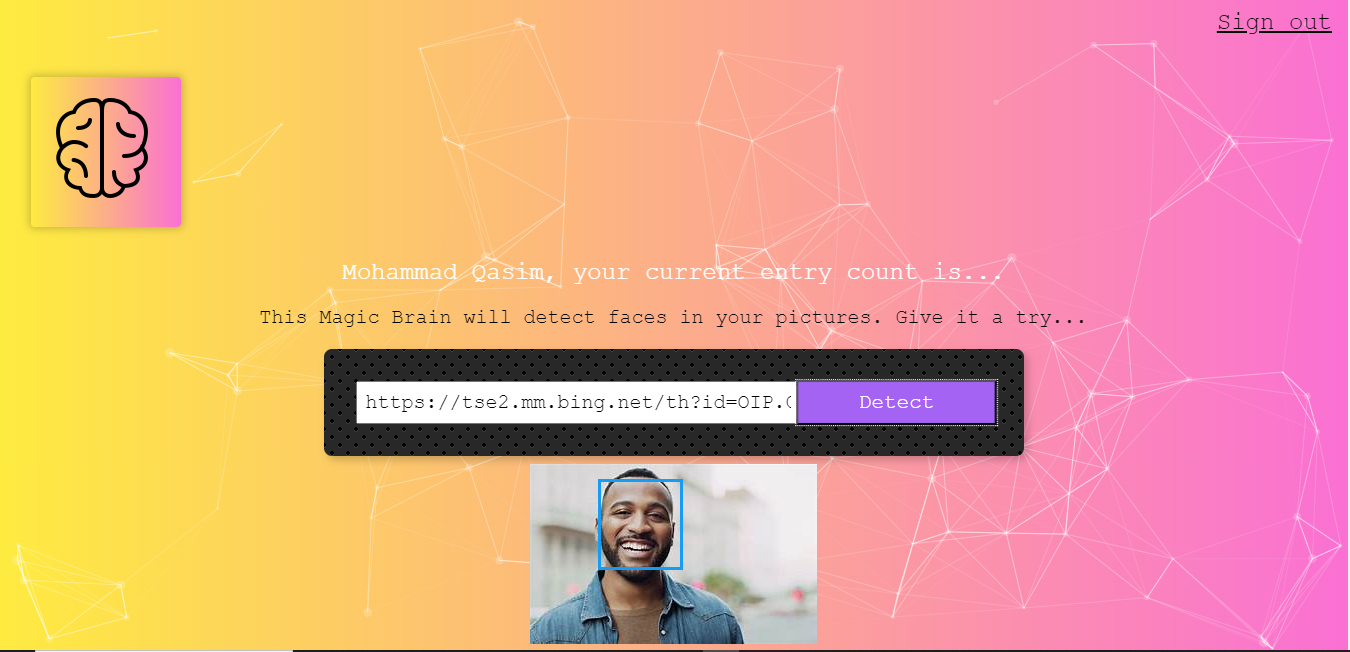 Sign out
Mohammad Qasim, your current entry count is...
This Magic Brain will detect faces in your pictures. Give it a try...
https://tse2.mm.bing.net/th?id=OIP.
Detect